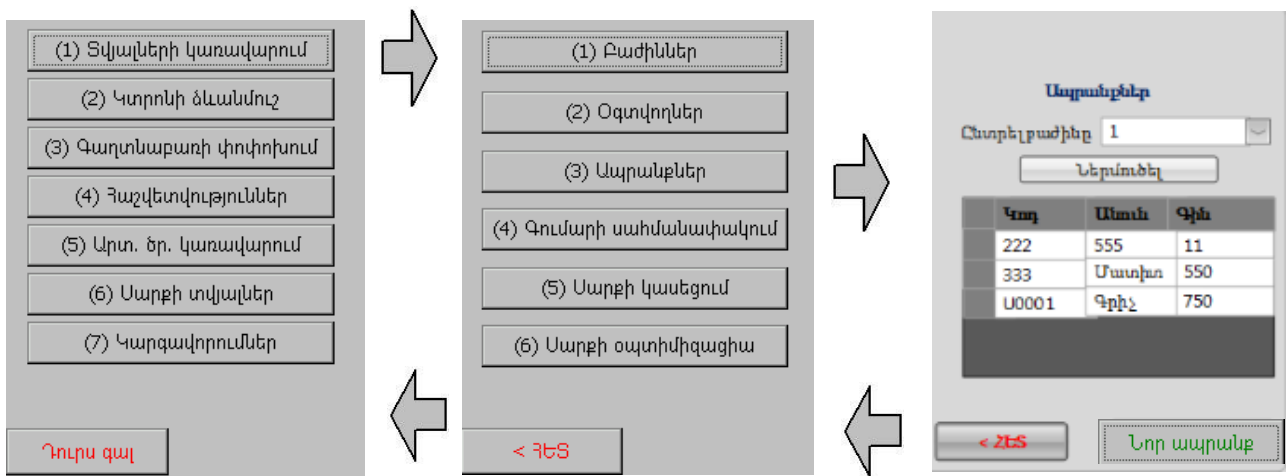 (1) Տվյալների կառավարում
(2) Կտրոնի ձևանմուշ
(3) Գաղտնաբառի փոփոխում
(4) Հաշվետվություններ
(5) Արտ. ծր. կառավարում
(6) Սարքի տվյալներ
(7) Կարգավորումներ
Դուրս գալ
(1) Բաժիններ
(2) Օգտվողներ
(3) Ապրանքներ
(4) Գումարի սահմանափակում
(5) Սարքի կասեցում
(6) Սարքի օպտիմիզացիա
< ՀԵՏ
Ապրանքներ
Ընտրելբաժինը 1
Ներմուծել
Կոդ Անուն Գին
222 555 11
333 Մատիտ 550
Ս0001 Գրիչ 750
< ՀԵՏ Նոր ապրանք